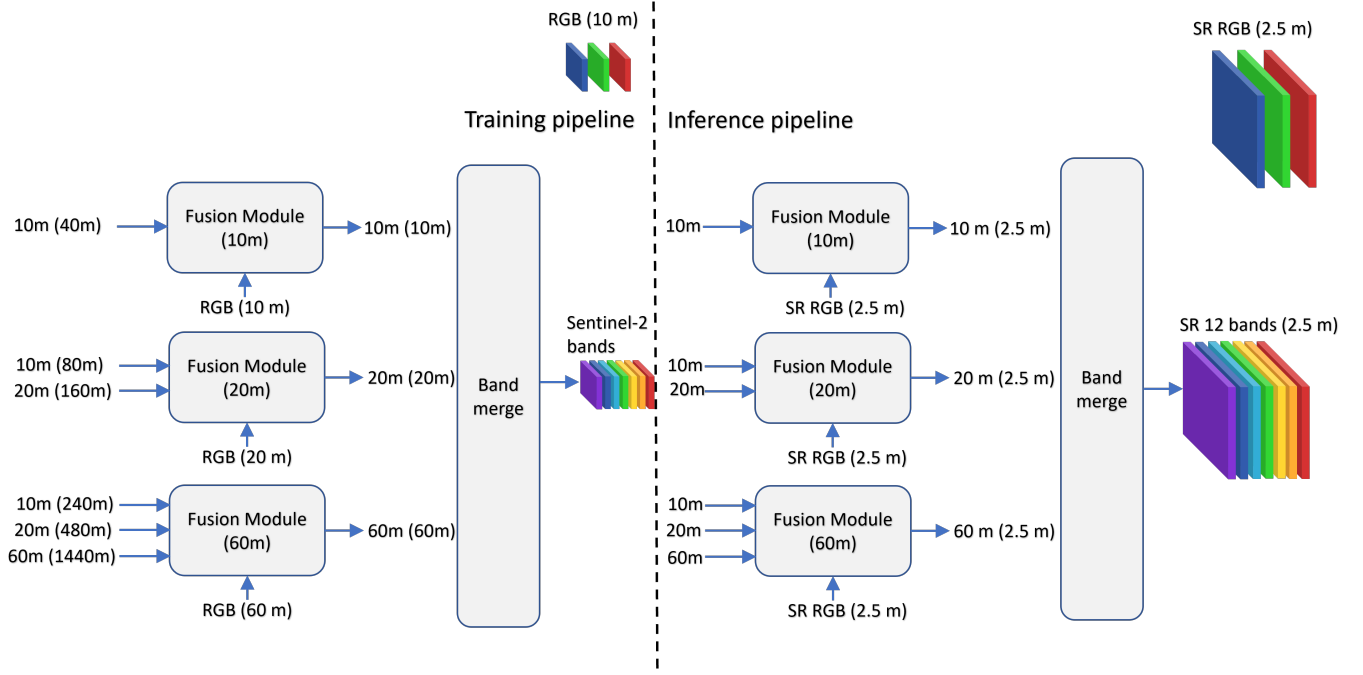 RGB (10 m)
Training pipeline
10m (40m)
Fusion Module
(10m)
10m (10m)
RGB (10 m)
10m (80m)
20m (160m)
Fusion Module
(20m)
20m (20m)
RGB (20 m)
10m (240m)
20m (480m)
60m (1440m)
Fusion Module
(60m)
60m (60m)
RGB (60 m)
Band
merge
Sentinel-2
bands
Inference pipeline
SR RGB (2.5 m)
10m
Fusion Module
(10m)
10 m (2.5 m)
SR RGB (2.5 m)
10m
20m
Fusion Module
(20m)
20 m (2.5 m)
SR RGB (2.5 m)
10m
20m
60m
Fusion Module
(60m)
60 m (2.5 m)
SR RGB (2.5 m)
Band
merge
SR 12 bands (2.5 m)